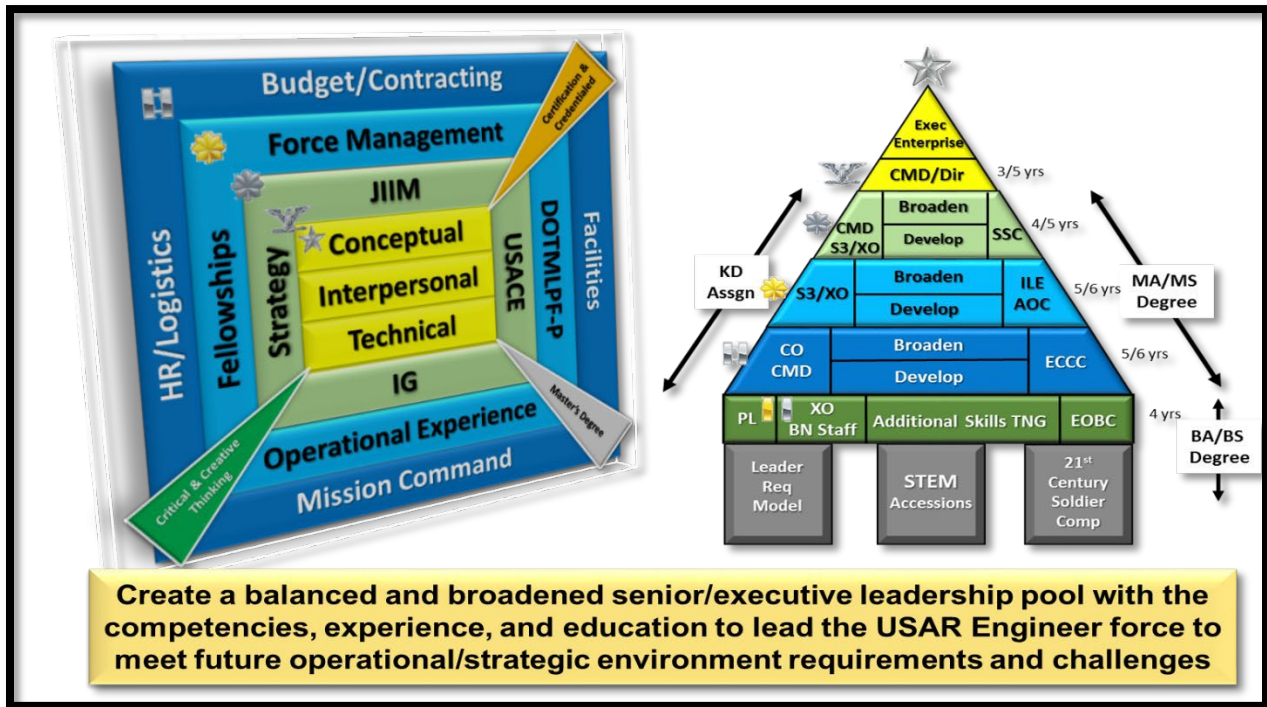 Budget/Contracting
Force Management
JIIM
Conceptual
Interpersonal
Technical
IG
Operational Experience
Mission Command
HR/Logistics
Fellowships
Strategy
USACE
DOTMLPF-P
Facilities
Certification &
Credentialed
Master's Degree
Critical & Creative
Thinking
Exec
Enterprise
CMD/Dir
3/5 yrs
CMD
S3/XO
Broaden
Develop
SSC
4/5 yrs
KD
Assgn
S3/XO
Broaden
Develop
ILE
AOC
5/6 yrs
MA/MS
Degree
CO
CMD
Broaden
Develop
ECCC
5/6 yrs
PL
XO
BN Staff
Additional Skills TNG
EOBC
4 yrs
BA/BS
Degree
Leader
Req
Model
STEM
Accessions
21st
Century
Soldier
Comp
Create a balanced and broadened senior/executive leadership pool with the
competencies, experience, and education to lead the USAR Engineer force to
meet future operational/strategic environment requirements and challenges